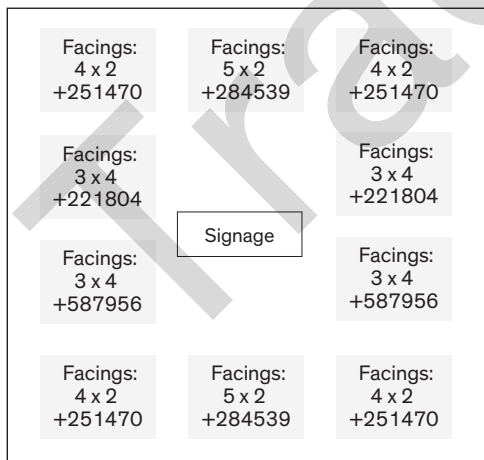 Facings:
4 x 2
+251470
Facings:
5 x 2
+284539
Facings:
4 x 2
+251470
Facings:
3 x 4
+221804
Facings:
3 x 4
+221804
Signage
Facings:
3 x 4
+587956
Facings:
3 x 4
+587956
Facings:
4 x 2
+251470
Facings:
5 x 2
+284539
Facings:
4 x 2
+251470